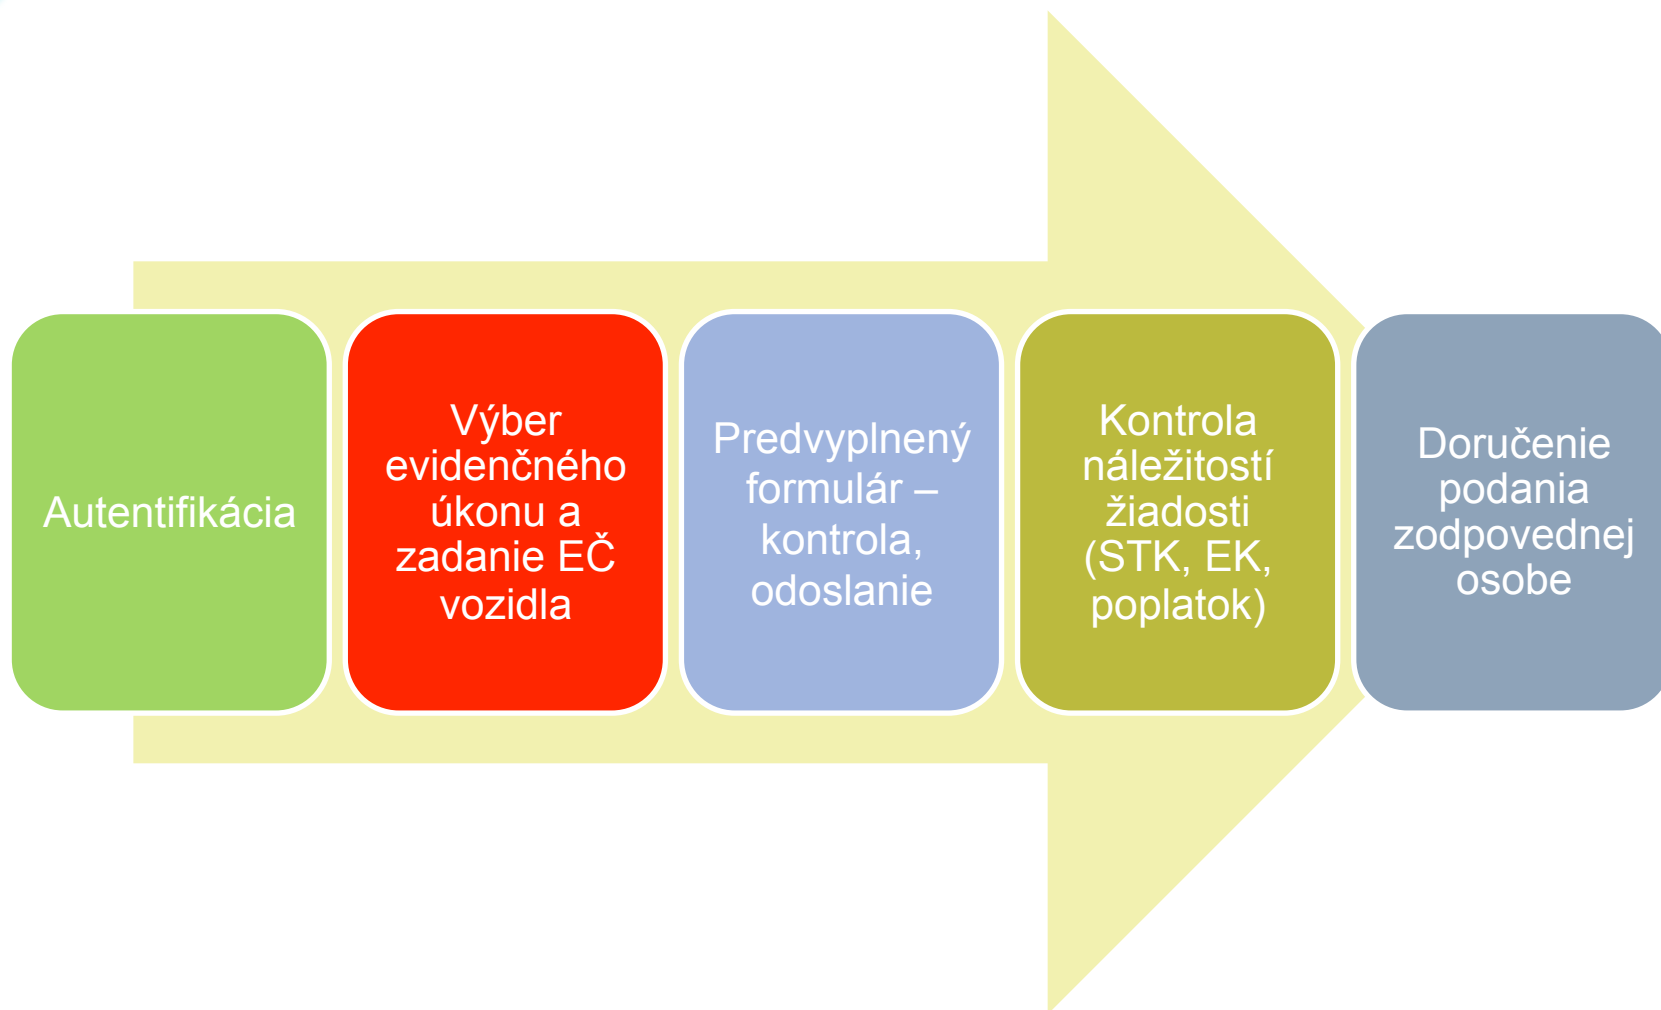 Autentifikácia
Výber
evidenčného
úkonu a
zadanie EČ
vozidla
Predvyplnený
formulár –
kontrola,
odoslanie
Kontrola
náležitostí
žiadosti
(STK, EK,
poplatok)
Doručenie
podania
zodpovednej
osobe